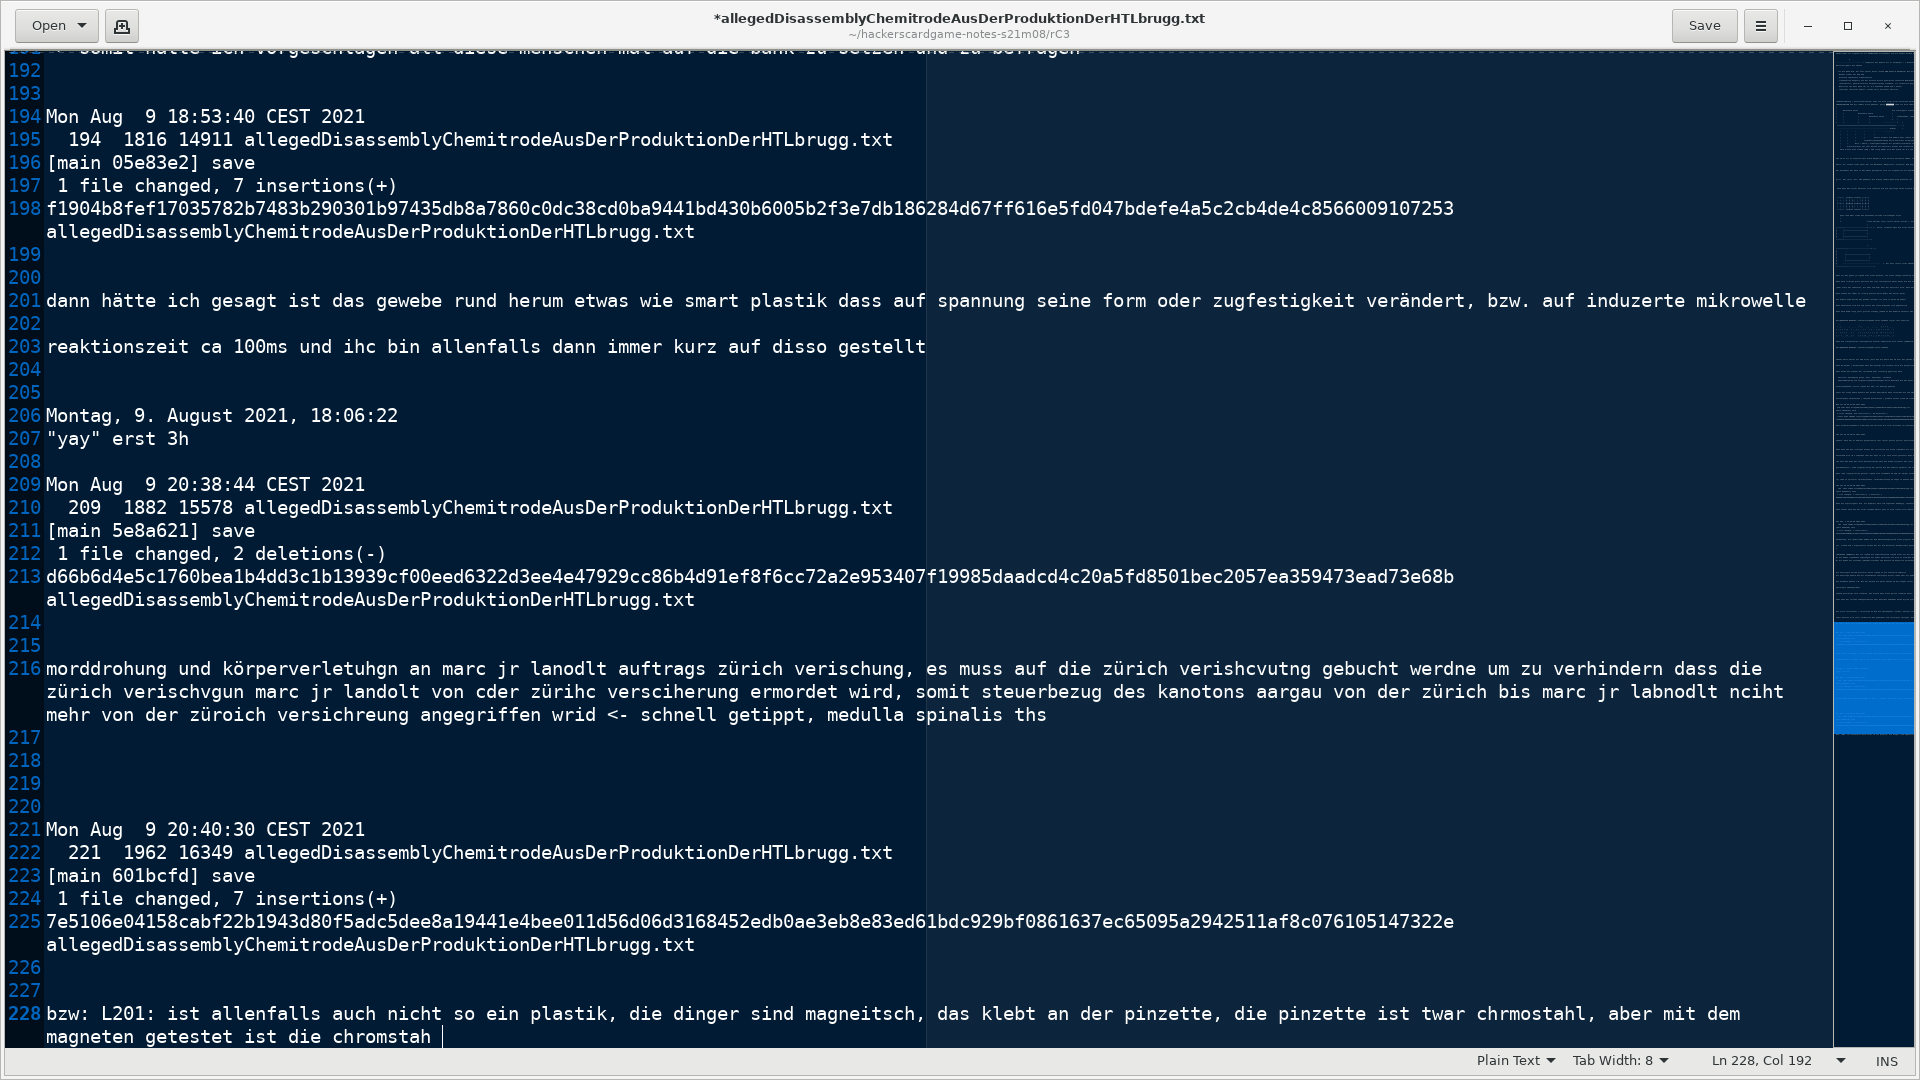 Open
*allegedDisassemblyChemitrodeAusDerProduktionDerHTLbrugg.txt
~/hackerscardgame-notes-s21m08/rC3
Save
192
193
194 Mon Aug  9 18:53:40 CEST 2021
195   194  1816 14911 allegedDisassemblyChemitrodeAusDerProduktionDerHTLbrugg.txt
196 [main 05e83e2] save
197  1 file changed, 7 insertions(+)
198 f1904b8fef17035782b7483b290301b97435db8a7860c0dc38cd0ba9441bd430b6005b2f3e7db186284d67ff616e5fd047bdefe4a5c2cb4de4c8566009107253
allegedDisassemblyChemitrodeAusDerProduktionDerHTLbrugg.txt
199
200
201 dann hätte ich gesagt ist das gewebe rund herum etwas wie smart plastik dass auf spannung seine form oder zugfestigkeit verändert, bzw. auf induzerte mikrowelle
202
203 reaktionszeit ca 100ms und ihc bin allenfalls dann immer kurz auf disso gestellt
204
205
206 Montag, 9. August 2021, 18:06:22
207 "yay" erst 3h
208
209 Mon Aug  9 20:38:44 CEST 2021
210   209  1882 15578 allegedDisassemblyChemitrodeAusDerProduktionDerHTLbrugg.txt
211 [main 5e8a621] save
212  1 file changed, 2 deletions(-)
213 d66b6d4e5c1760bea1b4dd3c1b13939cf00eed6322d3ee4e47929cc86b4d91ef8f6cc72a2e953407f19985daadcd4c20a5fd8501bec2057ea359473ead73e68b
allegedDisassemblyChemitrodeAusDerProduktionDerHTLbrugg.txt
214
215
216 morddrohung und körperverletuhgn an marc jr lanodlt auftrags zürich verischung, es muss auf die zürich verishcvutng gebucht werdne um zu verhindern dass die
zürich verischvgun marc jr landolt von cder zürihc versciherung ermordet wird, somit steuerbezug des kanotons aargau von der zürich bis marc jr labnodlt nciht
mehr von der züroich versichreung angegriffen wrid <- schnell getippt, medulla spinalis ths
217
218
219
220
221 Mon Aug  9 20:40:30 CEST 2021
222   221  1962 16349 allegedDisassemblyChemitrodeAusDerProduktionDerHTLbrugg.txt
223 [main 601bcfd] save
224  1 file changed, 7 insertions(+)
225 7e5106e04158cabf22b1943d80f5adc5dee8a19441e4bee011d56d06d3168452edb0ae3eb8e83ed61bdc929bf0861637ec65095a2942511af8c076105147322e
allegedDisassemblyChemitrodeAusDerProduktionDerHTLbrugg.txt
226
227
228 bzw: L201: ist allenfalls auch nicht so ein plastik, die dinger sind magneitsch, das klebt an der pinzette, die pinzette ist twar chrmostahl, aber mit dem
magneten getestet ist die chromstah
Plain Text
Tab Width: 8
Ln 228, Col 192
INS